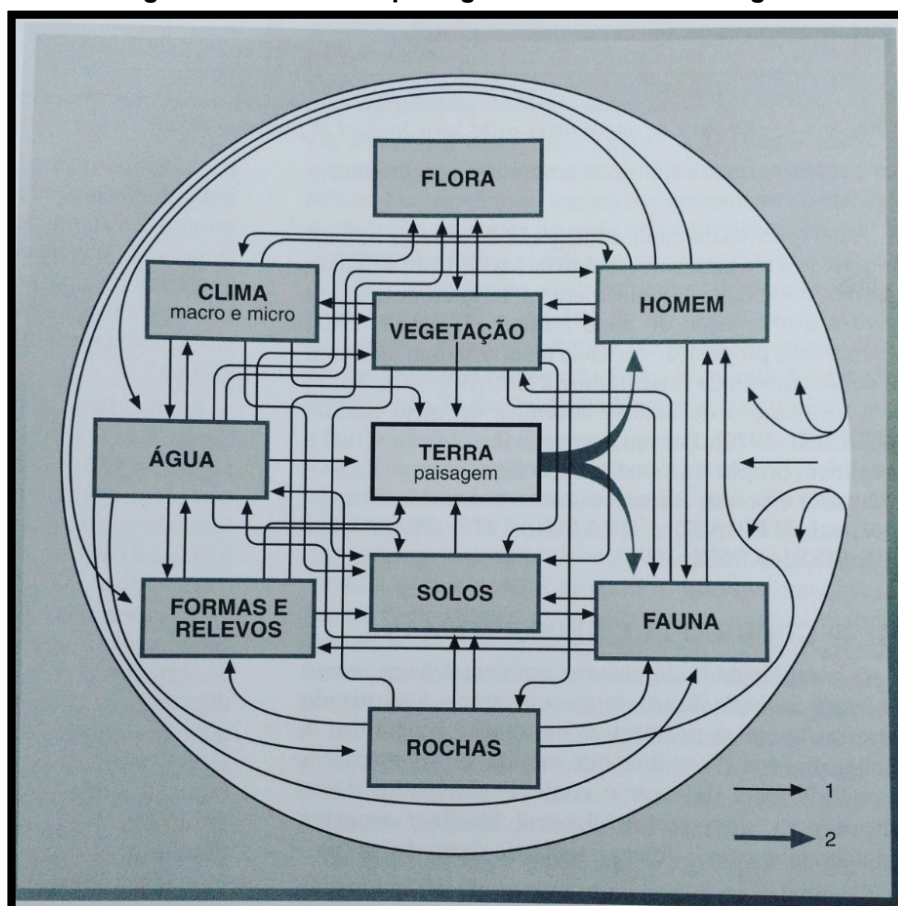 FLORA
CLIMA
macro e micro
VEGETAÇÃO
HOMEM
ÁGUA
TERRA
paisagem
FORMAS E
RELEVOS
SOLOS
FAUNA
ROCHAS
1
2